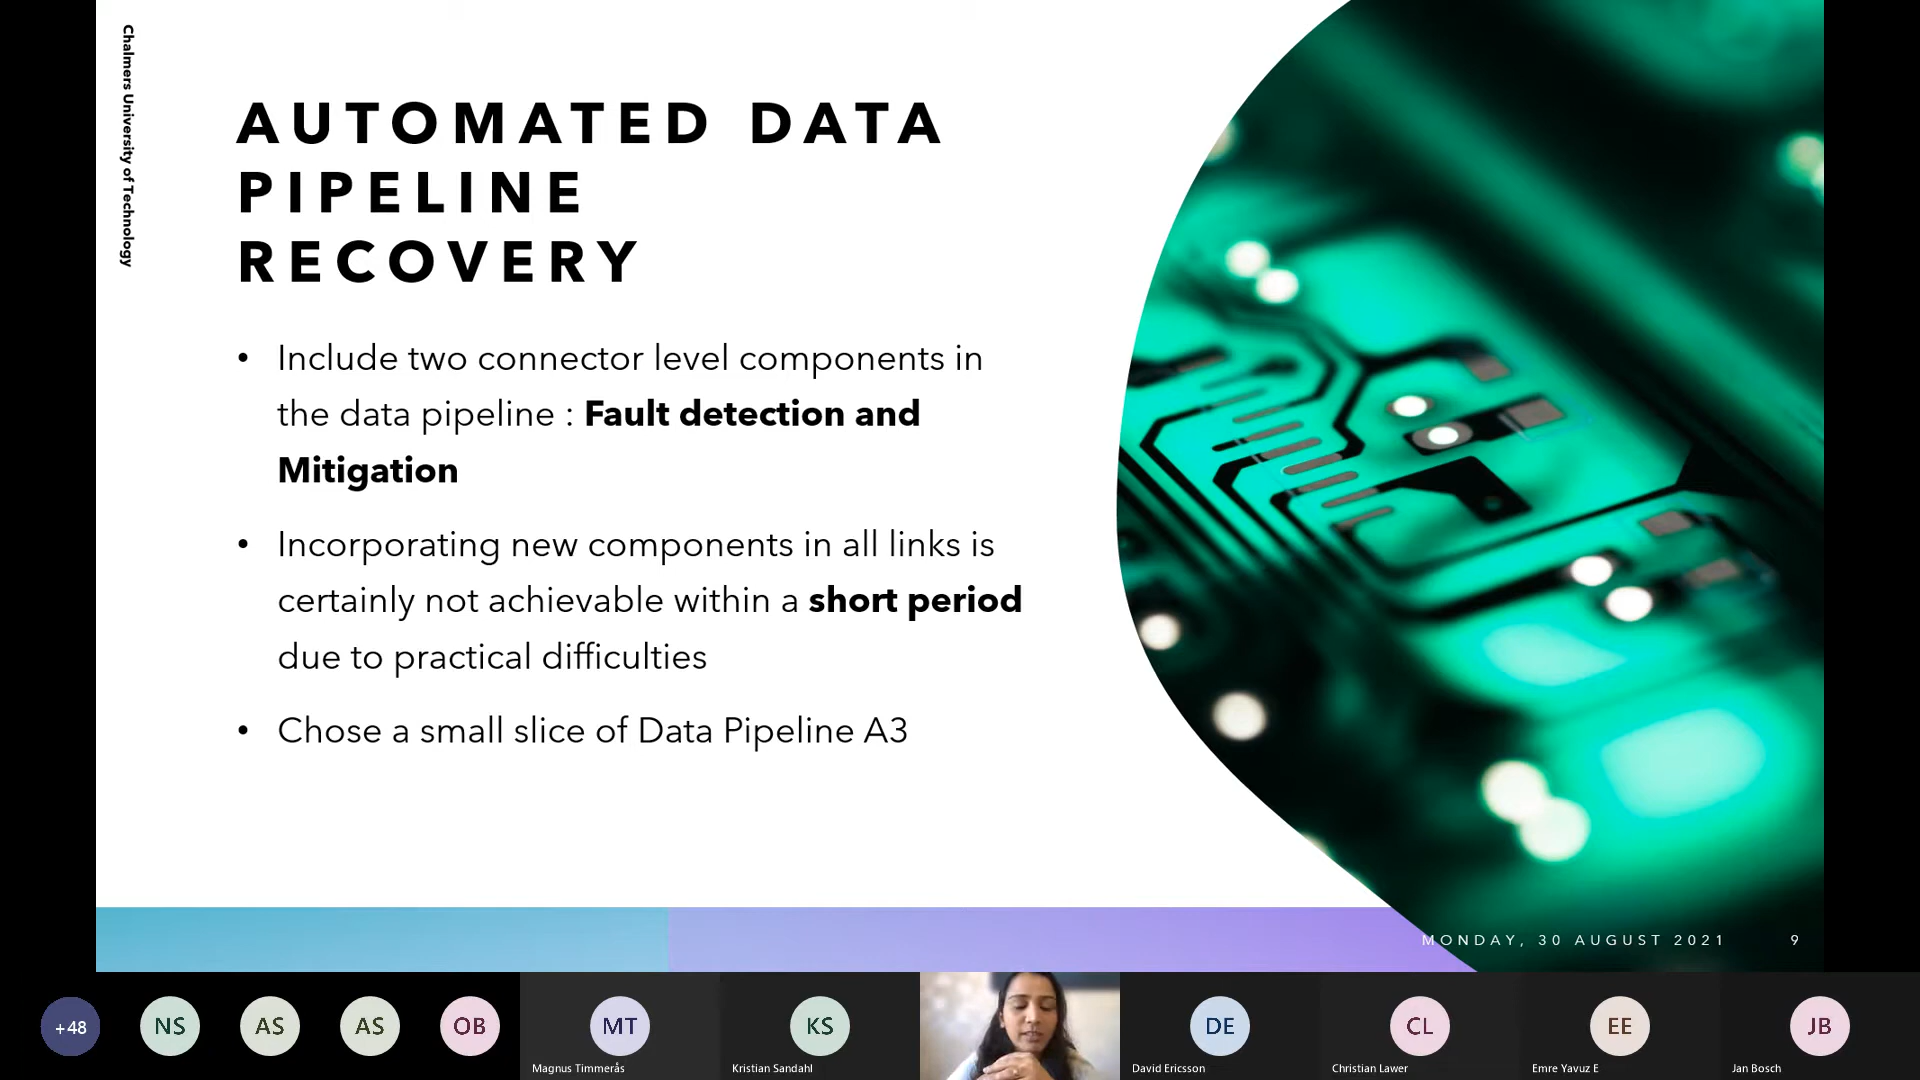 Chalmers University of Technology
AUTOMATED DATA
PIPELINE
RECOVERY
• Include two connector level components in
the data pipeline : Fault detection and
Mitigation
• Incorporating new components in all links is
certainly not achievable within a short period
due to practical difficulties
• Chose a small slice of Data Pipeline A3
MONDAY, 30 AUGUST 2021
9
+48
NS
AS
AS
OB
MT
Magnus Timmerås
KS
Kristian Sandahl
DE
David Ericsson
CL
Christian Lawer
EE
Emre Yavuz E
JB
Jan Bosch